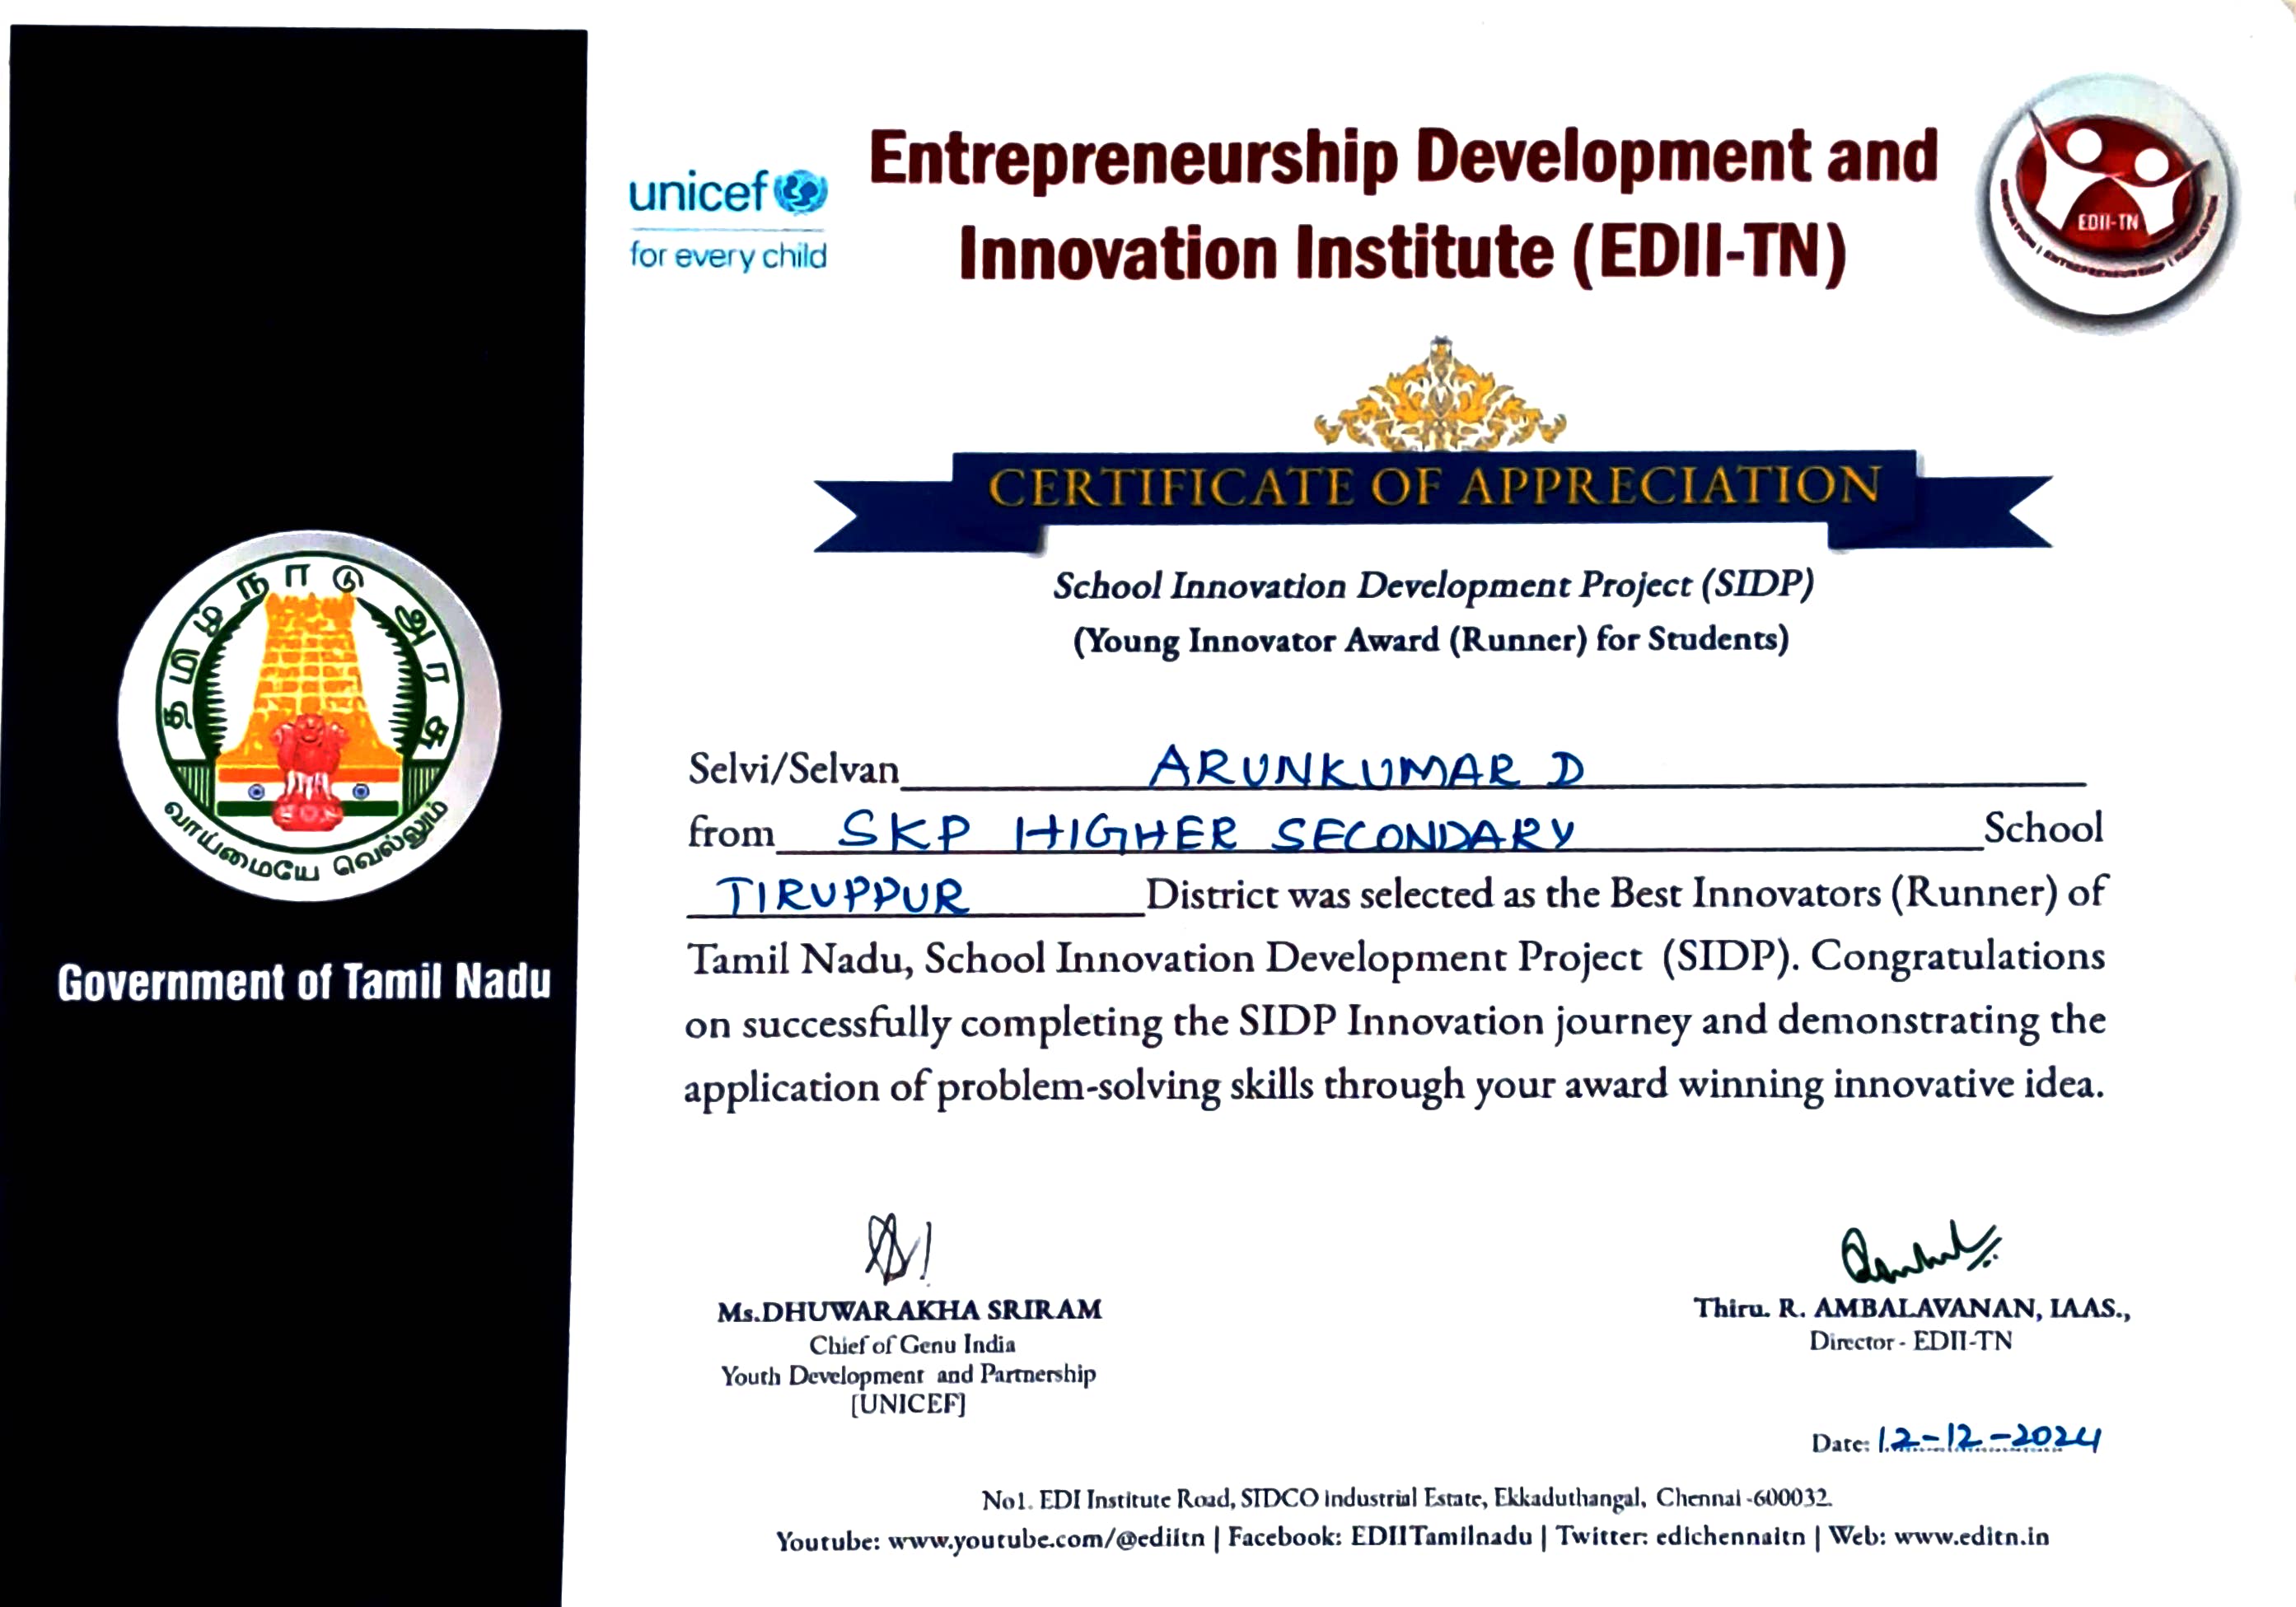 unicef
for every child
Entrepreneurship Development and
Innovation Institute (EDII-TN)
EDII-TN
CERTIFICATE OF APPRECIATION
School Innovation Development Project (SIDP)
(Young Innovator Award (Runner) for Students)
தமிழ்நாடு அரசு
வாய்மையே வெல்லும்
Government of Tamil Nadu
Selvi/Selvan ARUNKUMAR D
from SKP HIGHER SECONDARY School
TIRUPPUR District was selected as the Best Innovators (Runner) of
Tamil Nadu, School Innovation Development Project (SIDP). Congratulations
on successfully completing the SIDP Innovation journey and demonstrating the
application of problem-solving skills through your award winning innovative idea.
Ms.DHUWARAKHA SRIRAM
Chief of Genu India
Youth Development and Partnership
[UNICEF]
Thiru. R. AMBALAVANAN, IAAS.,
Director - EDII-TN
Date: 12-12-2024
No1. EDI Institute Road, SIDCO Industrial Estate, Ekkaduthangal, Chennai -600032.
Youtube: www.youtube.com/@ediitn | Facebook: EDIITamilnadu | Twitter: edichennaitn | Web: www.editn.in